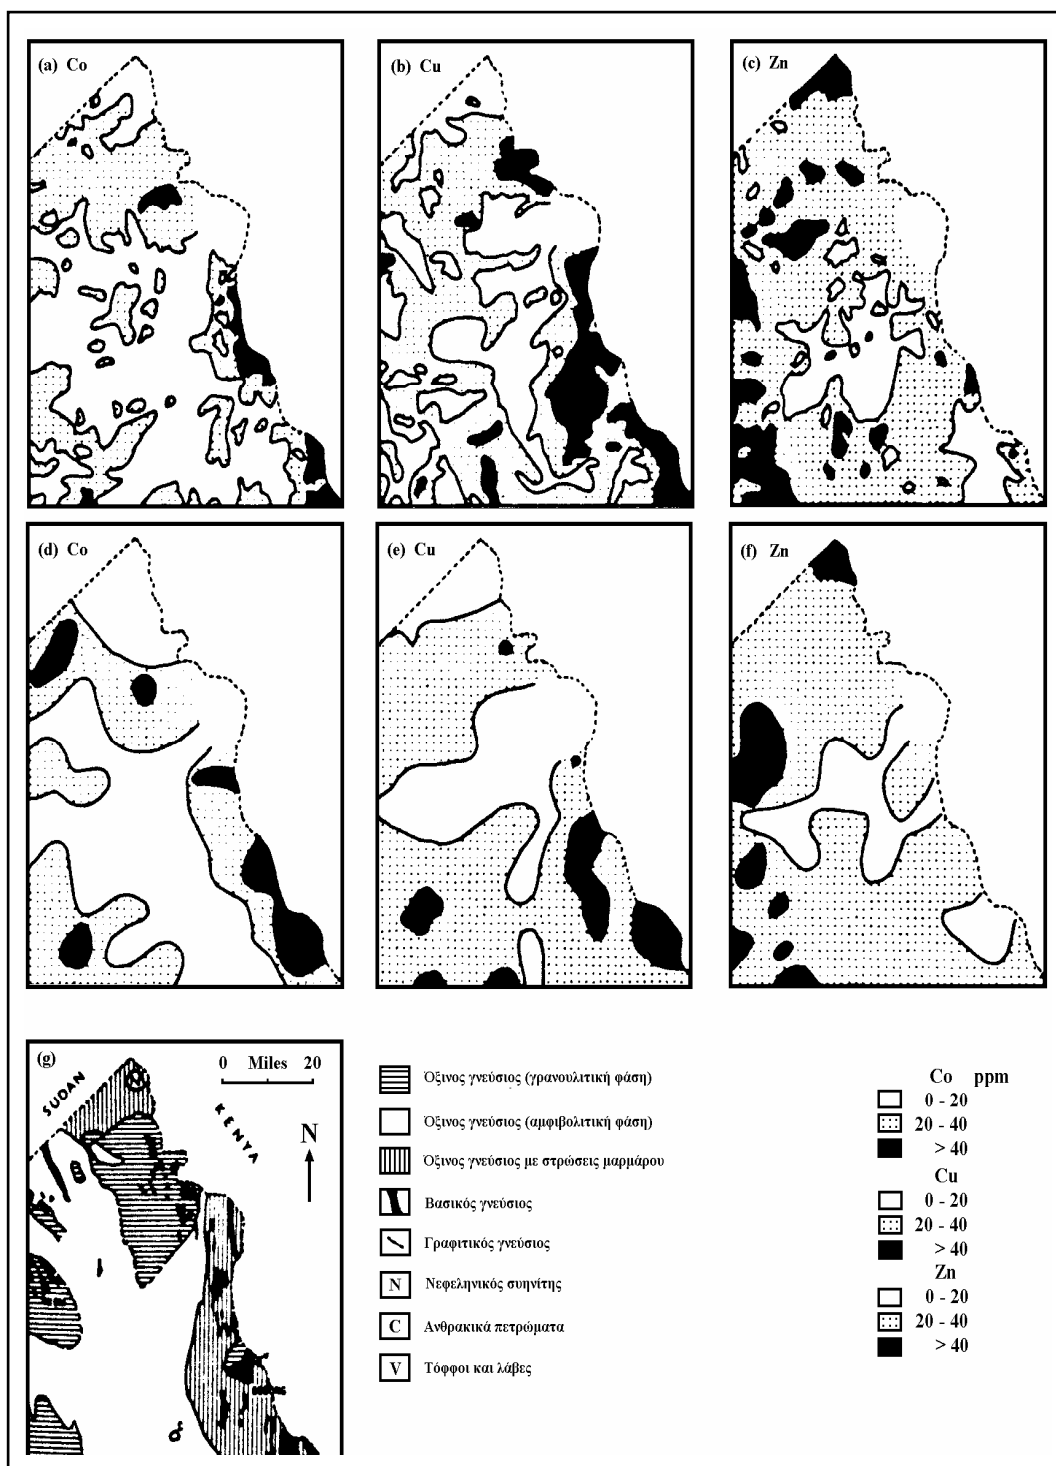 (a) Co
(b) Cu
(c) Zn
(d) Co
(e) Cu
(f) Zn
(g)
0 Miles 20
SUDAN
KENYA
N
N
Όξινος γνεύσιος (γρανουλιτική φάση)
Όξινος γνεύσιος (αμφιβολιτική φάση)
Όξινος γνεύσιος με στρώσεις μαρμάρου
Βασικός γνεύσιος
Γραφιτικός γνεύσιος
N Νεφεληνικός συηνίτης
C Ανθρακικά πετρώματα
V Τόφφοι και λάβες
Co ppm
0 - 20
20 - 40
> 40
Cu
0 - 20
20 - 40
> 40
Zn
0 - 20
20 - 40
> 40